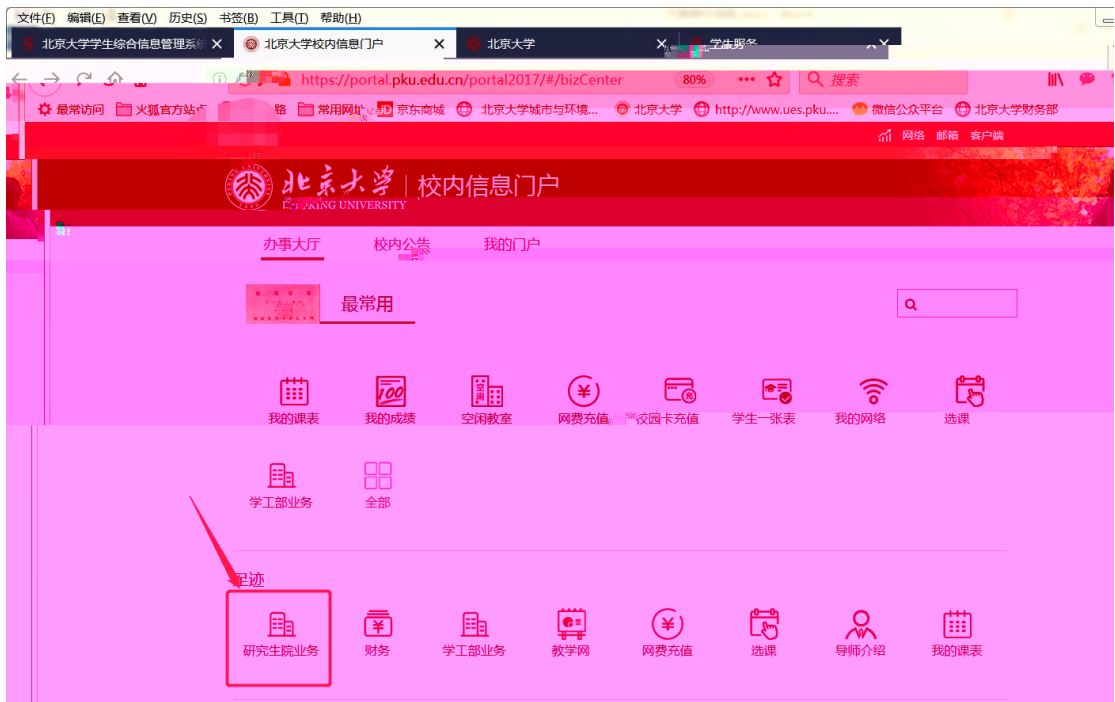 文件(F) 编辑(E) 查看(V) 历史(S) 书签(B) 工具(T) 帮助(H)
北京大学学生综合信息管理系统 北京大学校内信息门户 北京大学 学生服务
https://portal.pku.edu.cn/portal2017/#/bizCenter 80% 搜索
最常访问 火狐官方站点 路 常用网址 JD 京东商城 北京大学城市与环境... 北京大学 http://www.ues.pku.... 微信公众平台 北京大学财务部
网络 邮箱 客户端
北京大学 校内信息门户
PEKING UNIVERSITY
办事大厅 校内公告 我的门户
最常用
我的课表 我的成绩 空闲教室 网费充值 校园卡充值 学生一张表 我的网络 选课
学工部业务 全部
足迹
研究生院业务 财务 学工部业务 教学网 网费充值 选课 导师介绍 我的课表